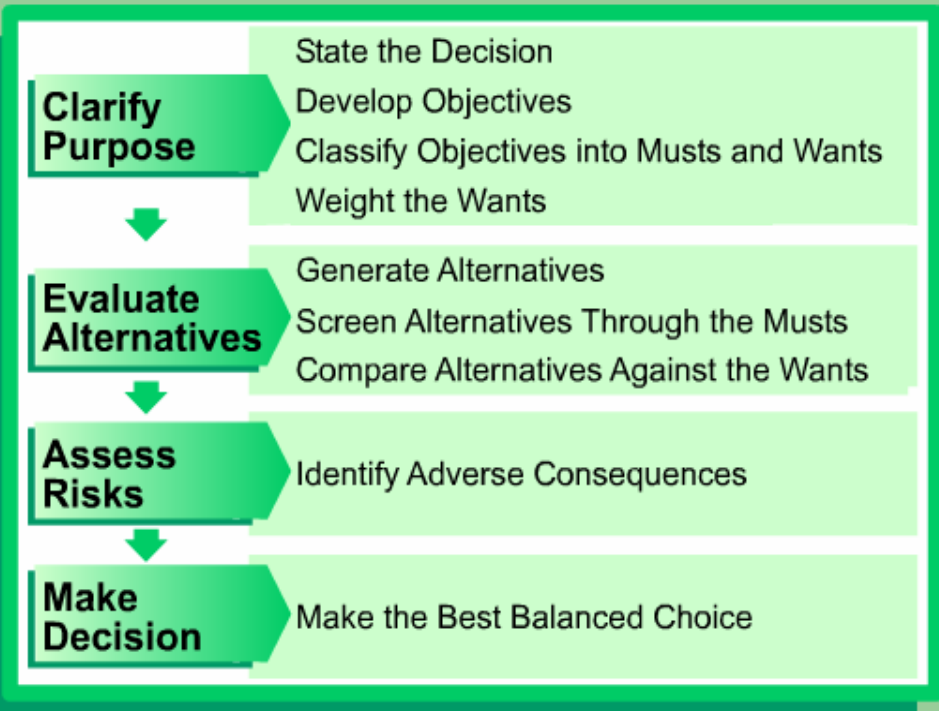 Clarify
Purpose
State the Decision
Develop Objectives
Classify Objectives into Musts and Wants
Weight the Wants
Evaluate
Alternatives
Generate Alternatives
Screen Alternatives Through the Musts
Compare Alternatives Against the Wants
Assess
Risks
Identify Adverse Consequences
Make
Decision
Make the Best Balanced Choice